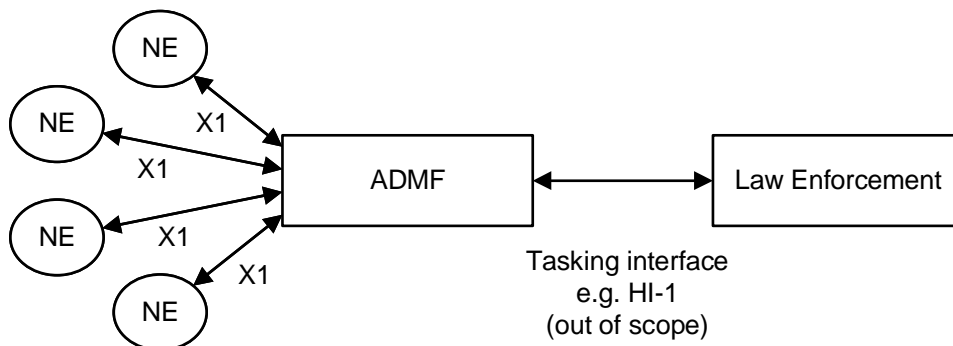 NE
X1
NE
X1
ADMF
Law Enforcement
NE
X1
X1
NE
Tasking interface
e.g. HI-1
(out of scope)